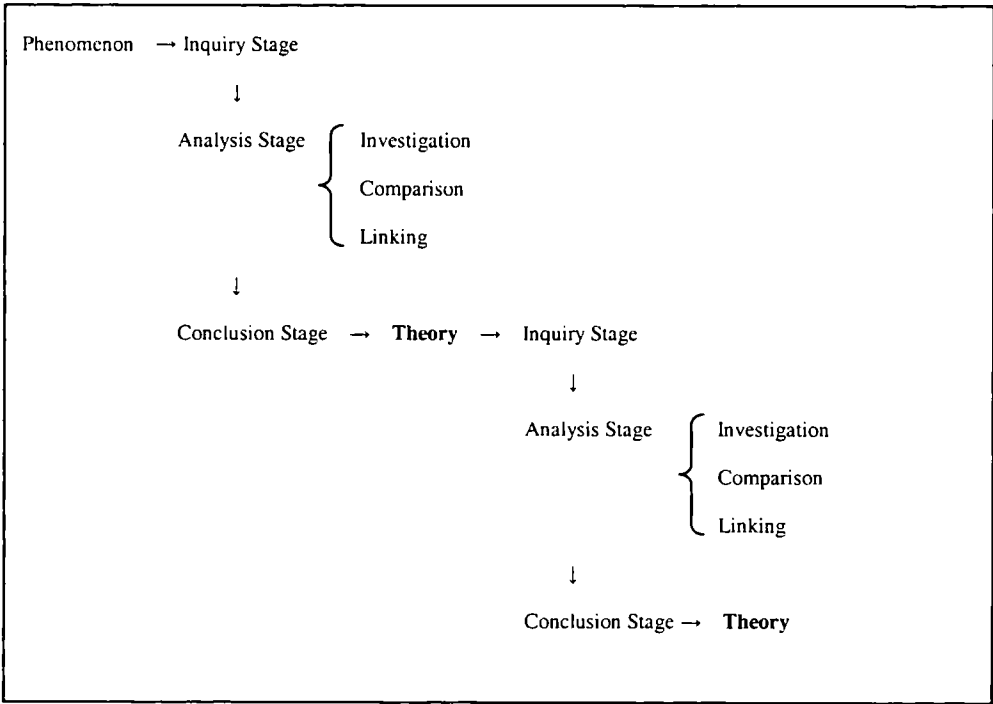 Phenomenon → Inquiry Stage
↓
Analysis Stage { Investigation
Comparison
Linking
↓
Conclusion Stage → Theory → Inquiry Stage
↓
Analysis Stage { Investigation
Comparison
Linking
↓
Conclusion Stage → Theory